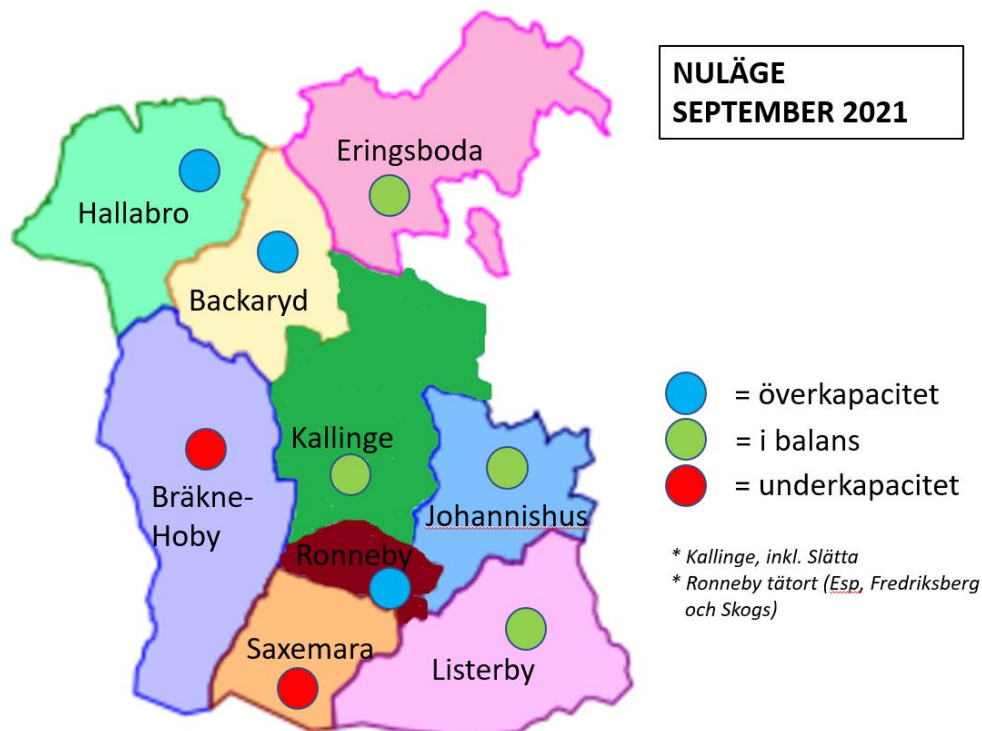 NULÄGE
SEPTEMBER 2021
Eringsboda
Hallabro
Backaryd
Kallinge
Bräkne-
Hoby
Johannishus
Ronneby
Saxemara
Listerby
= överkapacitet
= i balans
= underkapacitet
* Kallinge, inkl. Slätta
* Ronneby tätort (Esp, Fredriksberg
och Skogs)